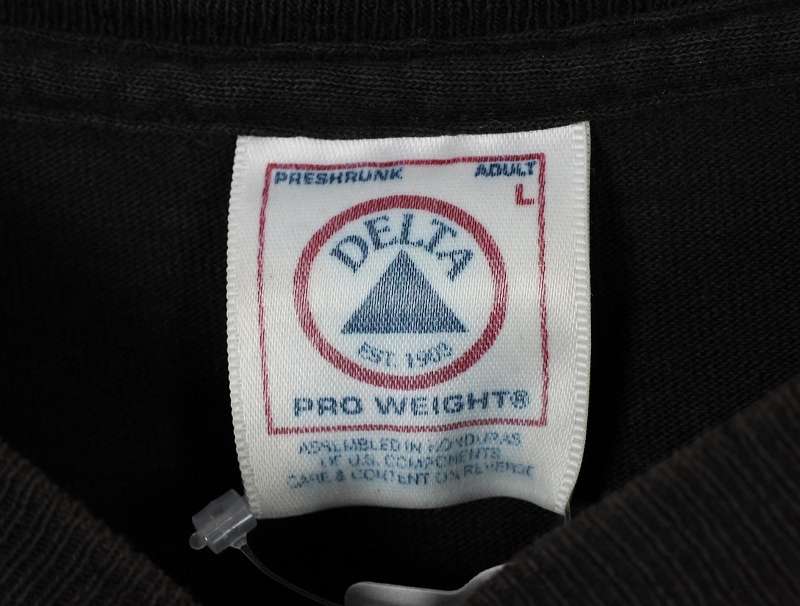 PRESHRUNK ADULT
L
DELTA
EST. 1903
PRO WEIGHT®
ASSEMBLED IN HONDURAS
OF U.S. COMPONENTS
CARE & CONTENT ON REVERSE